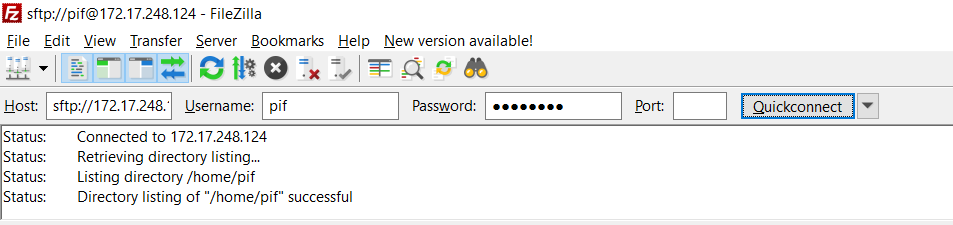 Fz sftp://pif@172.17.248.124 - FileZilla
File Edit View Transfer Server Bookmarks Help New version available!
Host: sftp://172.17.248. Username: pif Password: ●●●●●●●● Port: Quickconnect
Status: Connected to 172.17.248.124
Status: Retrieving directory listing...
Status: Listing directory /home/pif
Status: Directory listing of "/home/pif" successful